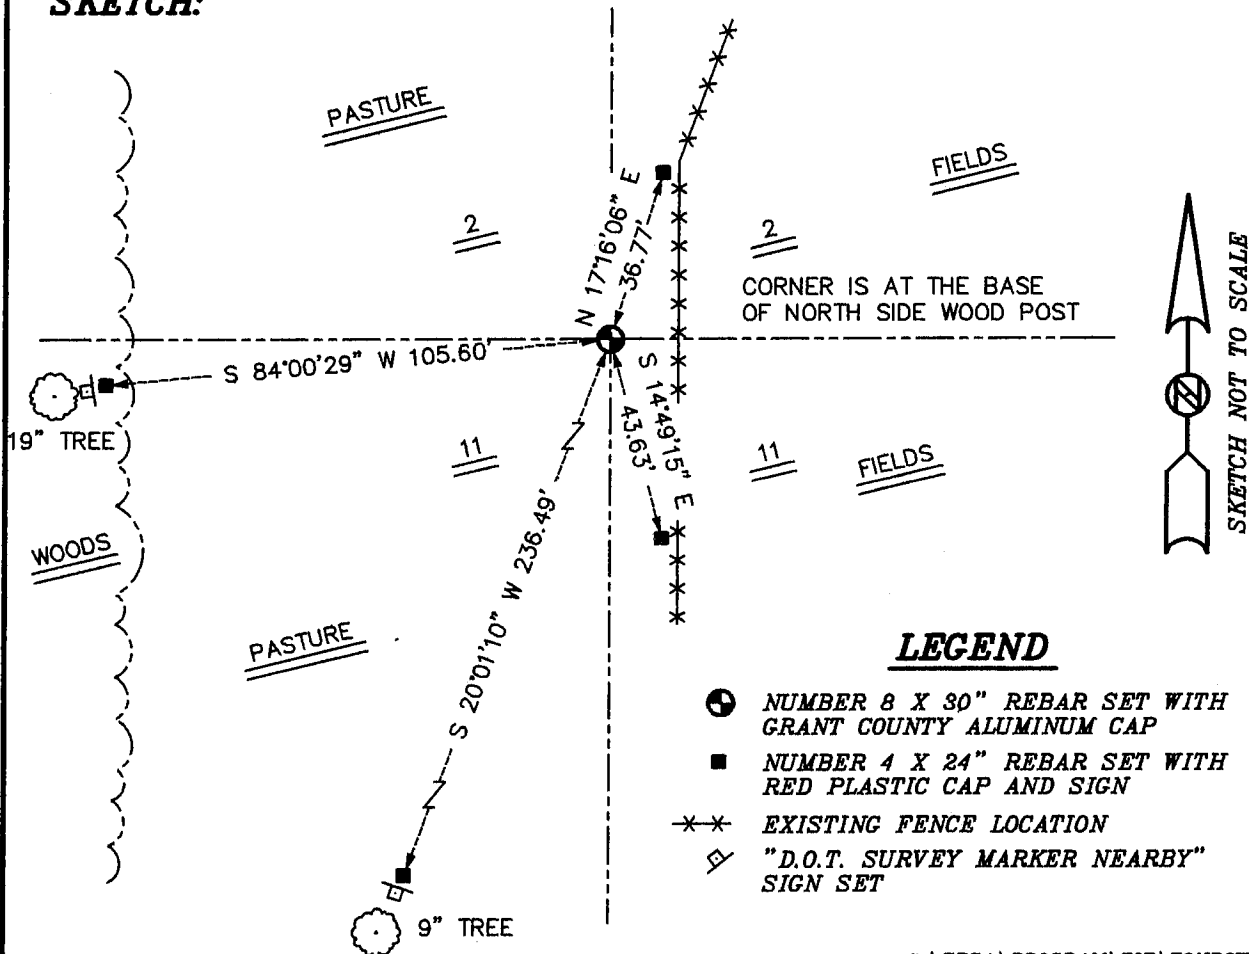 SKETCH:
PASTURE
FIELDS
2
2
N 17°16'06" E
36.77'
CORNER IS AT THE BASE
OF NORTH SIDE WOOD POST
S 84°00'29" W 105.60'
S 14°49'15" E
43.63'
19" TREE
11
11
FIELDS
WOODS
S 20°01'10" W 236.49'
PASTURE
9" TREE
N
SKETCH NOT TO SCALE
LEGEND
NUMBER 8 X 30" REBAR SET WITH
GRANT COUNTY ALUMINUM CAP
NUMBER 4 X 24" REBAR SET WITH
RED PLASTIC CAP AND SIGN
EXISTING FENCE LOCATION
"D.O.T. SURVEY MARKER NEARBY"
SIGN SET